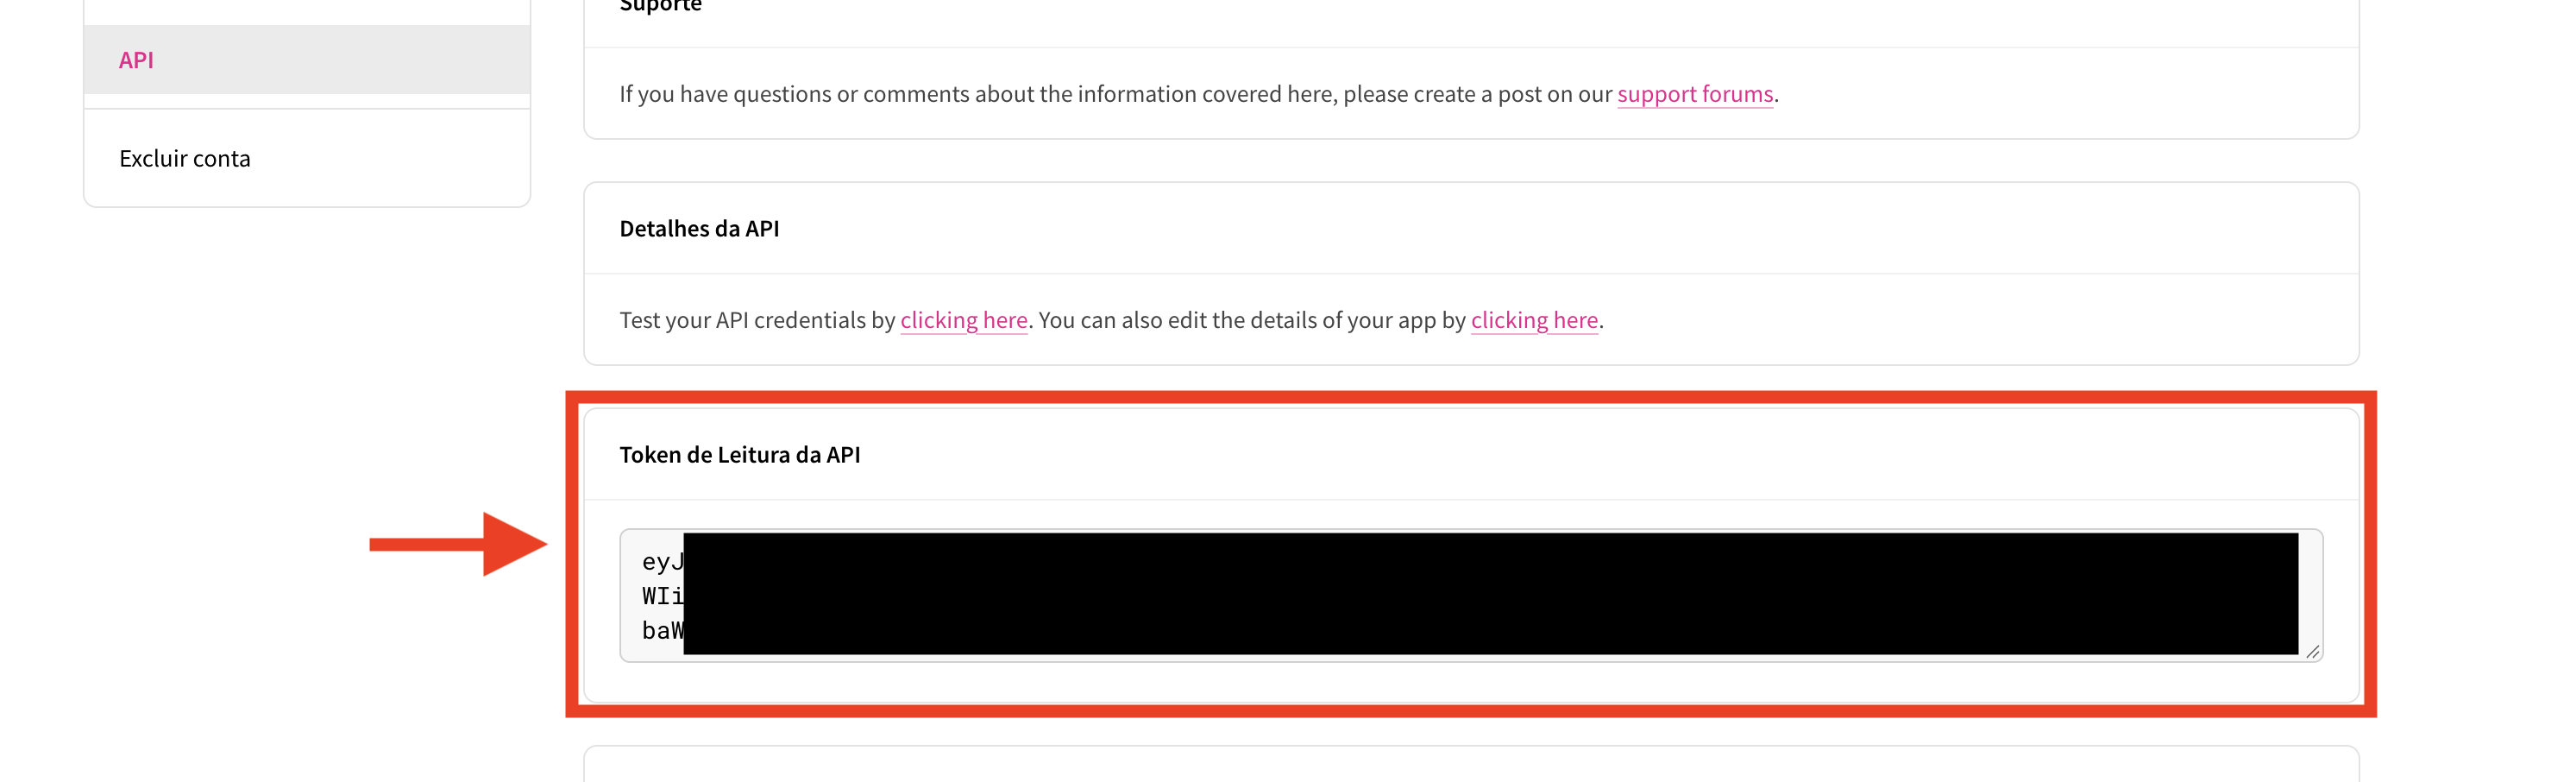 Suporte
API
If you have questions or comments about the information covered here, please create a post on our support forums.
Excluir conta
Detalhes da API
Test your API credentials by clicking here. You can also edit the details of your app by clicking here.
Token de Leitura da API
eyJ
WIi
baW